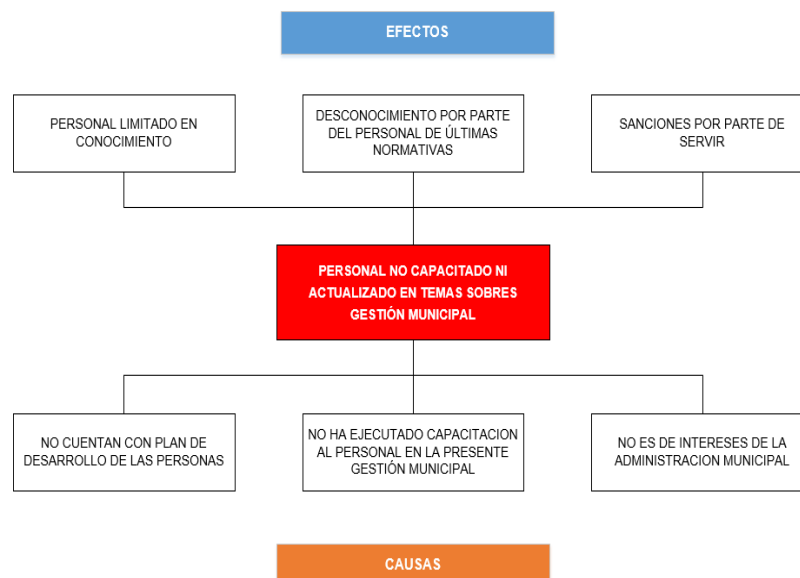 EFECTOS
PERSONAL LIMITADO EN
CONOCIMIENTO
DESCONOCIMIENTO POR PARTE
DEL PERSONAL DE ÚLTIMAS
NORMATIVAS
SANCIONES POR PARTE DE
SERVIR
PERSONAL NO CAPACITADO NI
ACTUALIZADO EN TEMAS SOBRES
GESTIÓN MUNICIPAL
NO CUENTAN CON PLAN DE
DESARROLLO DE LAS PERSONAS
NO HA EJECUTADO CAPACITACION
AL PERSONAL EN LA PRESENTE
GESTIÓN MUNICIPAL
NO ES DE INTERESES DE LA
ADMINISTRACION MUNICIPAL
CAUSAS